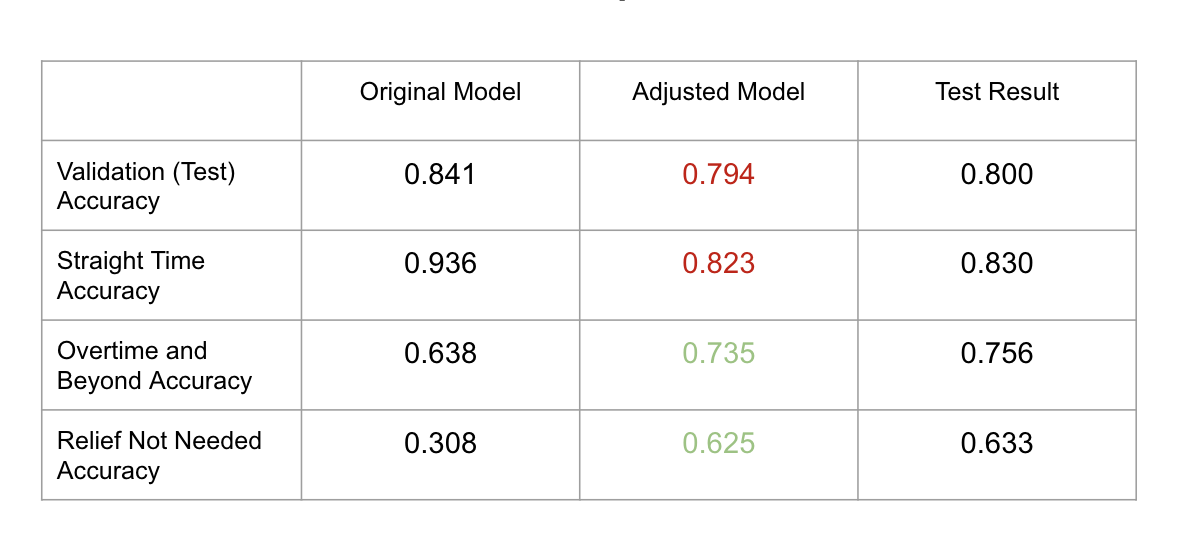 Original Model Adjusted Model Test Result
Validation (Test) 0.841 0.794 0.800
Accuracy
Straight Time 0.936 0.823 0.830
Accuracy
Overtime and 0.638 0.735 0.756
Beyond Accuracy
Relief Not Needed 0.308 0.625 0.633
Accuracy